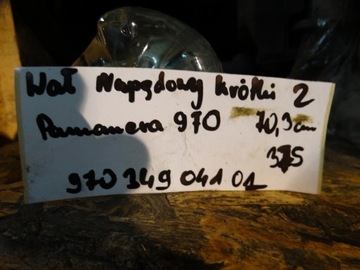 Wał Napędowy krótki 2
Panamera 970 70,3cm
375
970 349 041 01